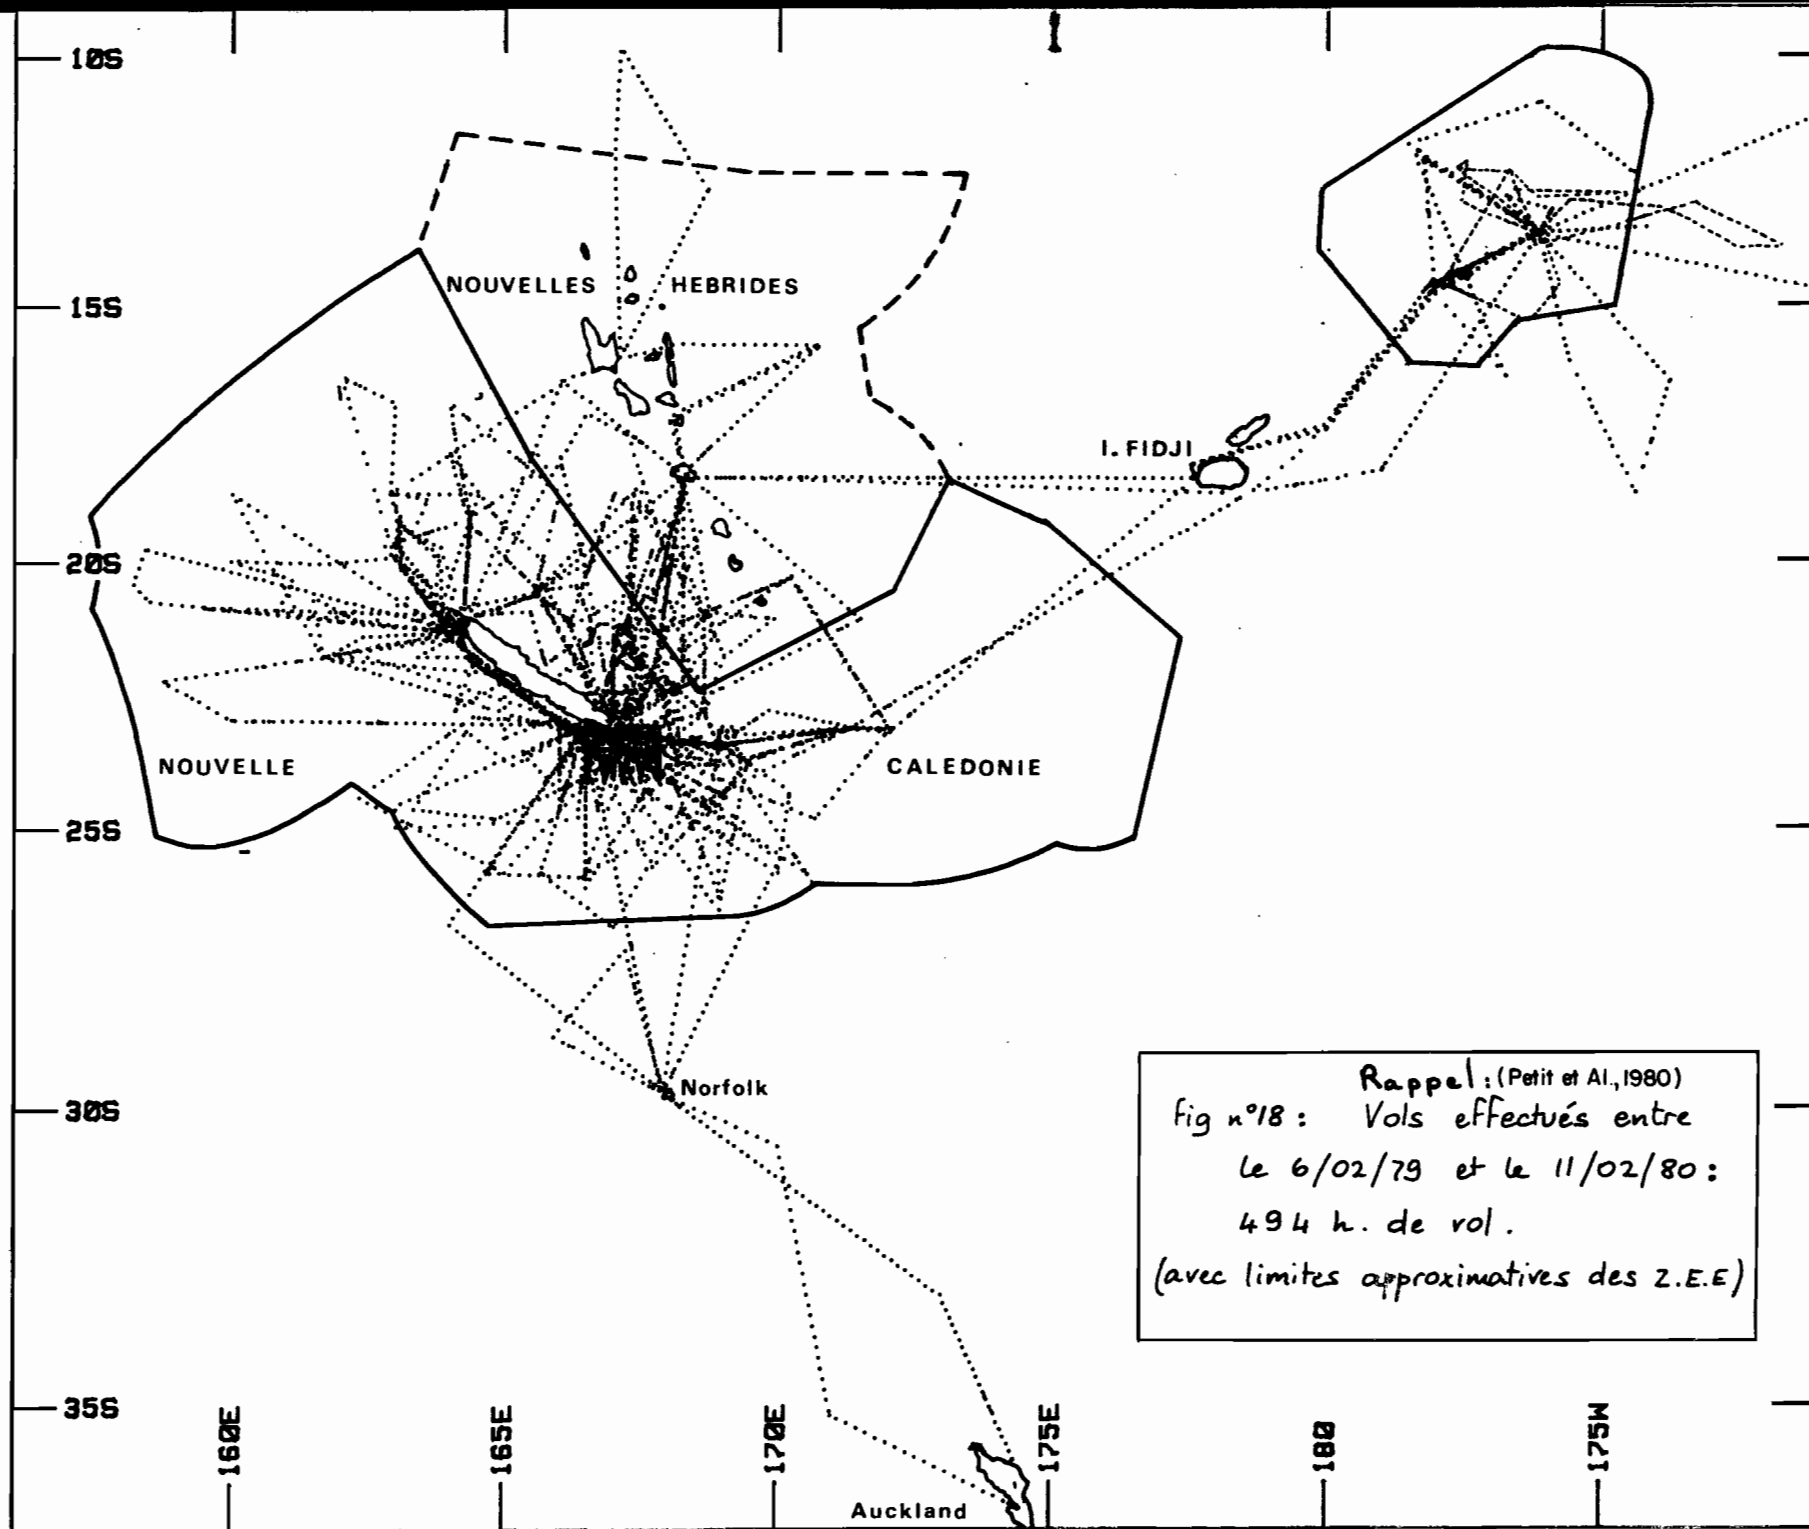 10S
15S
NOUVELLES HEBRIDES
I. FIDJI
20S
NOUVELLE CALEDONIE
25S
Norfolk
30S
Rappel: (Petit et Al., 1980)
Fig n°18: Vols effectués entre
le 6/02/79 et le 11/02/80:
494 h. de vol.
(avec limites approximatives des Z.E.E)
35S
160E 165E 170E 175E 180 175W
Auckland